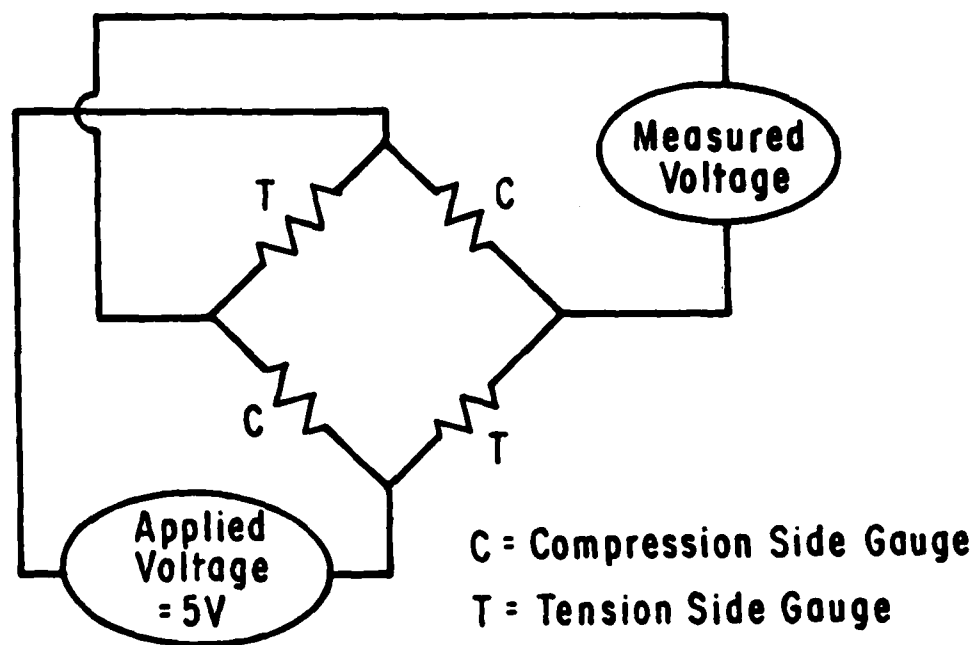 T
C
Measured
Voltage
C
T
Applied
Voltage
= 5V
C = Compression Side Gauge
T = Tension Side Gauge